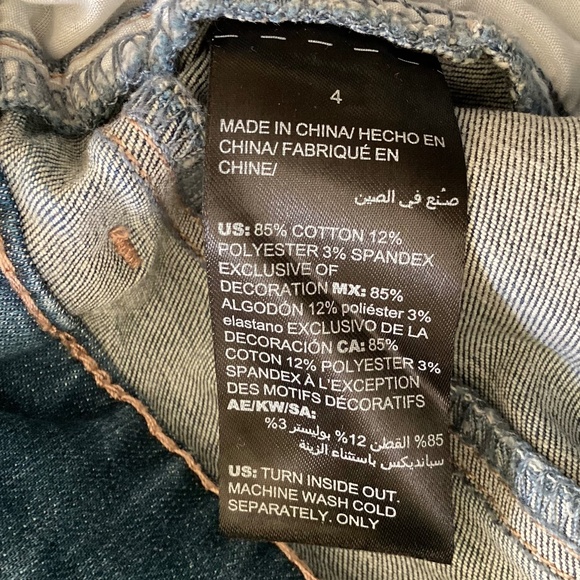 4
MADE IN CHINA/ HECHO EN
CHINA/ FABRIQUÉ EN
CHINE/
صُنع في الصين
US: 85% COTTON 12%
POLYESTER 3% SPANDEX
EXCLUSIVE OF
DECORATION MX: 85%
ALGODÓN 12% poliéster 3%
elastano EXCLUSIVO DE LA
DECORACIÓN CA: 85%
COTON 12% POLYESTER 3%
SPANDEX À L'EXCEPTION
DES MOTIFS DÉCORATIFS
AE/KW/SA:
85% القطن 12% بوليستر 3%
سبانديكس باستثناء الزينة
US: TURN INSIDE OUT.
MACHINE WASH COLD
SEPARATELY. ONLY